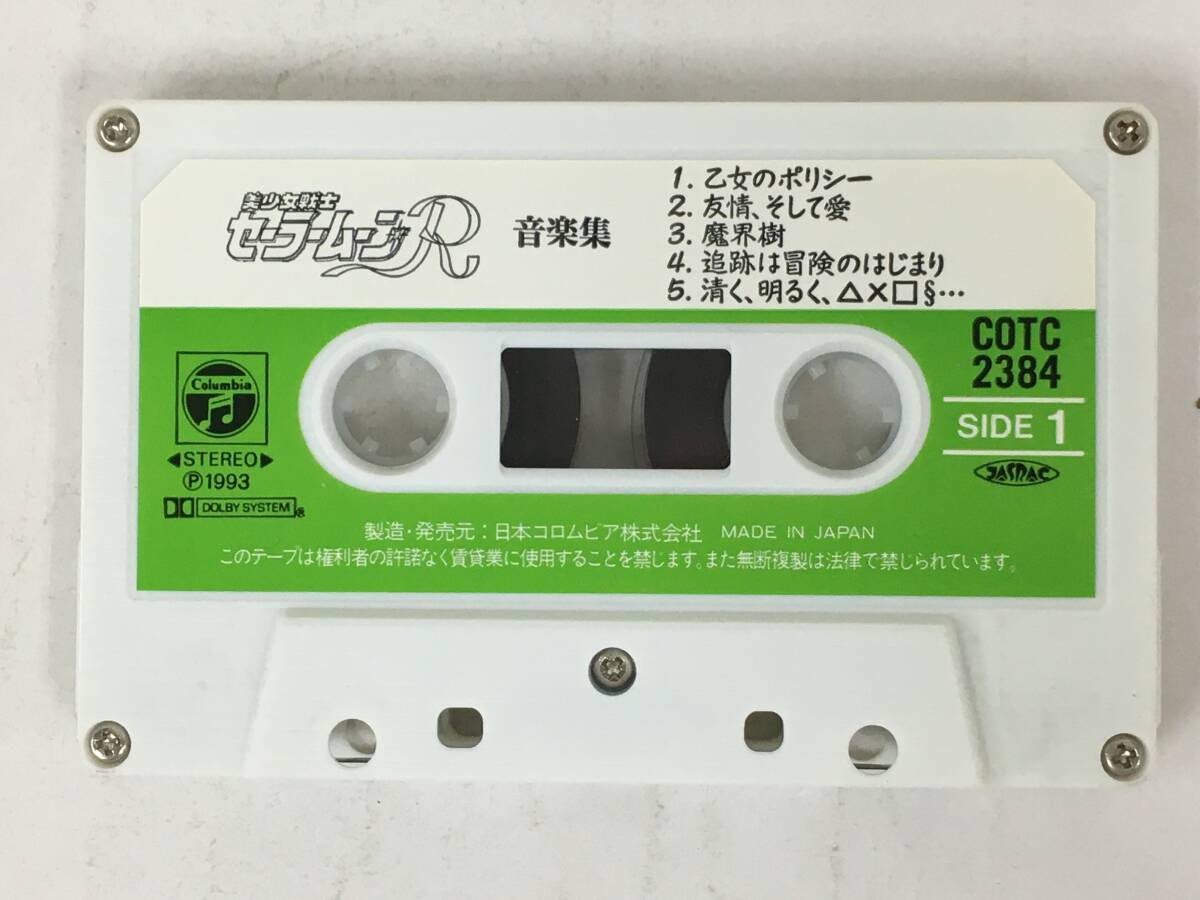 美少女戦士
セーラームーンR
音楽集
1. 乙女のポリシー
2. 友情、そして愛
3. 魔界樹
4. 追跡は冒険のはじまり
5. 清く、明るく、△×□§…
COTC
2384
SIDE 1
JASRAC
Columbia
◀STEREO▶
Ⓟ1993
DOLBY SYSTEM®
製造・発売元：日本コロムビア株式会社 MADE IN JAPAN
このテープは権利者の許諾なく賃貸業に使用することを禁じます。また無断複製は法律で禁じられています。